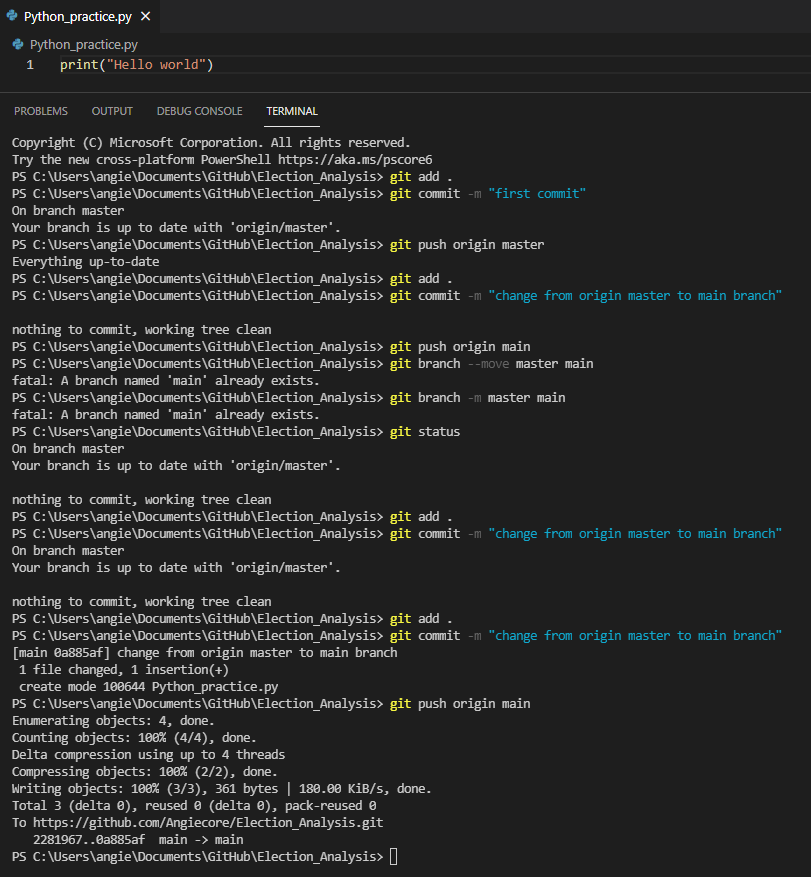 Python_practice.py ✕
Python_practice.py
1 print("Hello world")
PROBLEMS OUTPUT DEBUG CONSOLE TERMINAL
Copyright (C) Microsoft Corporation. All rights reserved.
Try the new cross-platform PowerShell https://aka.ms/pscore6
PS C:\Users\angie\Documents\GitHub\Election_Analysis> git add .
PS C:\Users\angie\Documents\GitHub\Election_Analysis> git commit -m "first commit"
On branch master
Your branch is up to date with 'origin/master'.
PS C:\Users\angie\Documents\GitHub\Election_Analysis> git push origin master
Everything up-to-date
PS C:\Users\angie\Documents\GitHub\Election_Analysis> git add .
PS C:\Users\angie\Documents\GitHub\Election_Analysis> git commit -m "change from origin master to main branch"
nothing to commit, working tree clean
PS C:\Users\angie\Documents\GitHub\Election_Analysis> git push origin main
PS C:\Users\angie\Documents\GitHub\Election_Analysis> git branch --move master main
fatal: A branch named 'main' already exists.
PS C:\Users\angie\Documents\GitHub\Election_Analysis> git branch -m master main
fatal: A branch named 'main' already exists.
PS C:\Users\angie\Documents\GitHub\Election_Analysis> git status
On branch master
Your branch is up to date with 'origin/master'.
nothing to commit, working tree clean
PS C:\Users\angie\Documents\GitHub\Election_Analysis> git add .
PS C:\Users\angie\Documents\GitHub\Election_Analysis> git commit -m "change from origin master to main branch"
On branch master
Your branch is up to date with 'origin/master'.
nothing to commit, working tree clean
PS C:\Users\angie\Documents\GitHub\Election_Analysis> git add .
PS C:\Users\angie\Documents\GitHub\Election_Analysis> git commit -m "change from origin master to main branch"
[main 0a885af] change from origin master to main branch
1 file changed, 1 insertion(+)
create mode 100644 Python_practice.py
PS C:\Users\angie\Documents\GitHub\Election_Analysis> git push origin main
Enumerating objects: 4, done.
Counting objects: 100% (4/4), done.
Delta compression using up to 4 threads
Compressing objects: 100% (2/2), done.
Writing objects: 100% (3/3), 361 bytes | 180.00 KiB/s, done.
Total 3 (delta 0), reused 0 (delta 0), pack-reused 0
To https://github.com/Angiecore/Election_Analysis.git
2281967..0a885af main -> main
PS C:\Users\angie\Documents\GitHub\Election_Analysis>